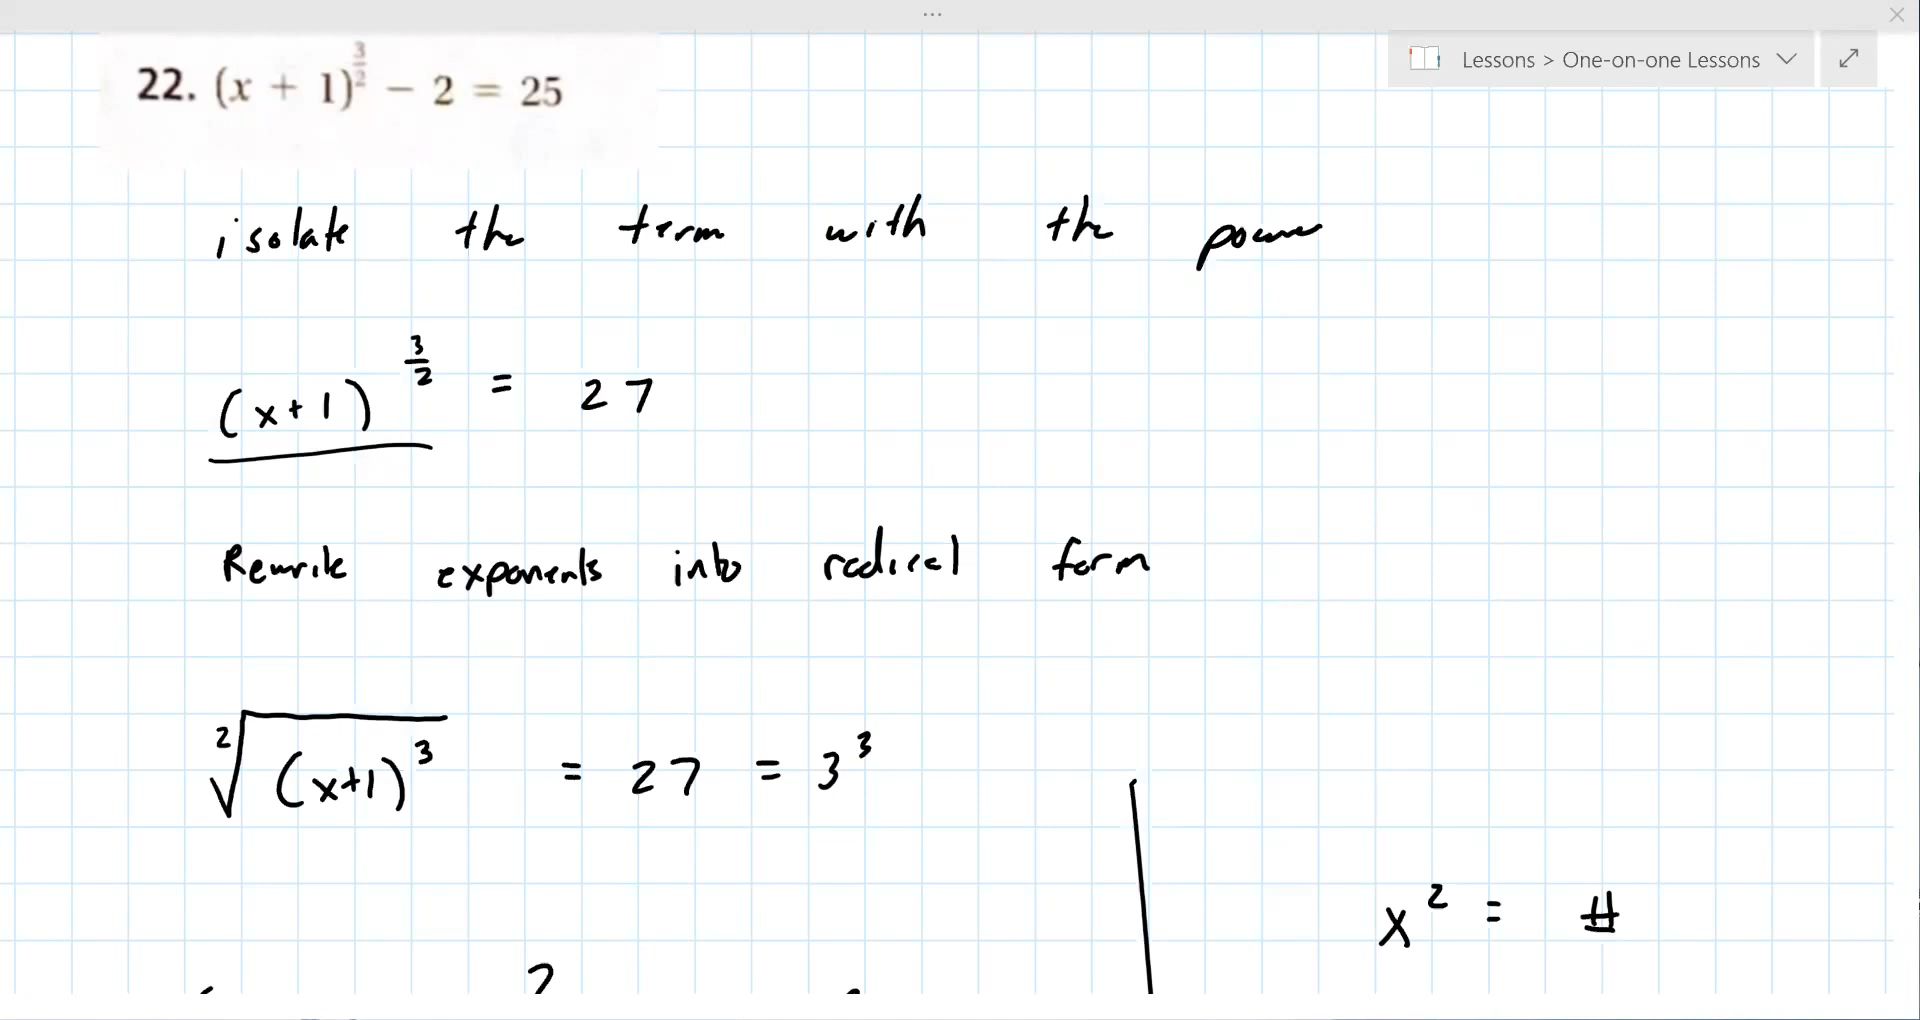 ...
Lessons > One-on-one Lessons
22. (x + 1)^{3/2} − 2 = 25
isolate the term with the power
(x+1)^{3/2} = 27
Rewrite exponents into radical form
²√(x+1)³ = 27 = 3³
x² = #